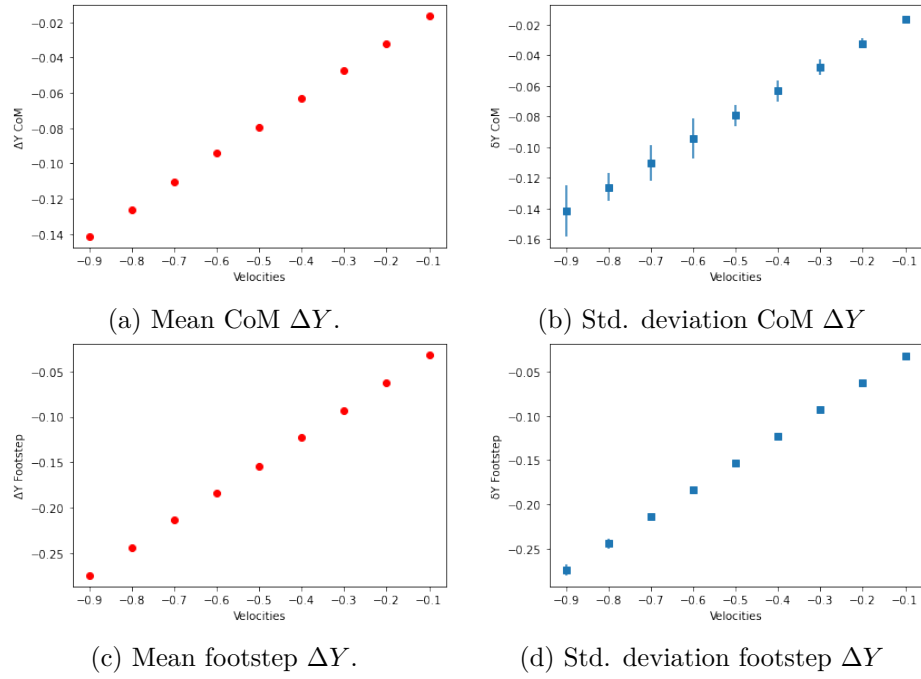 −0.02
−0.04
−0.06
−0.08
−0.10
−0.12
−0.14
ΔY CoM
−0.9 −0.8 −0.7 −0.6 −0.5 −0.4 −0.3 −0.2 −0.1
Velocities
(a) Mean CoM ΔY.
−0.02
−0.04
−0.06
−0.08
−0.10
−0.12
−0.14
−0.16
δY CoM
−0.9 −0.8 −0.7 −0.6 −0.5 −0.4 −0.3 −0.2 −0.1
Velocities
(b) Std. deviation CoM ΔY
−0.05
−0.10
−0.15
−0.20
−0.25
ΔY Footstep
−0.9 −0.8 −0.7 −0.6 −0.5 −0.4 −0.3 −0.2 −0.1
Velocities
(c) Mean footstep ΔY.
−0.05
−0.10
−0.15
−0.20
−0.25
δY Footstep
−0.9 −0.8 −0.7 −0.6 −0.5 −0.4 −0.3 −0.2 −0.1
Velocities
(d) Std. deviation footstep ΔY